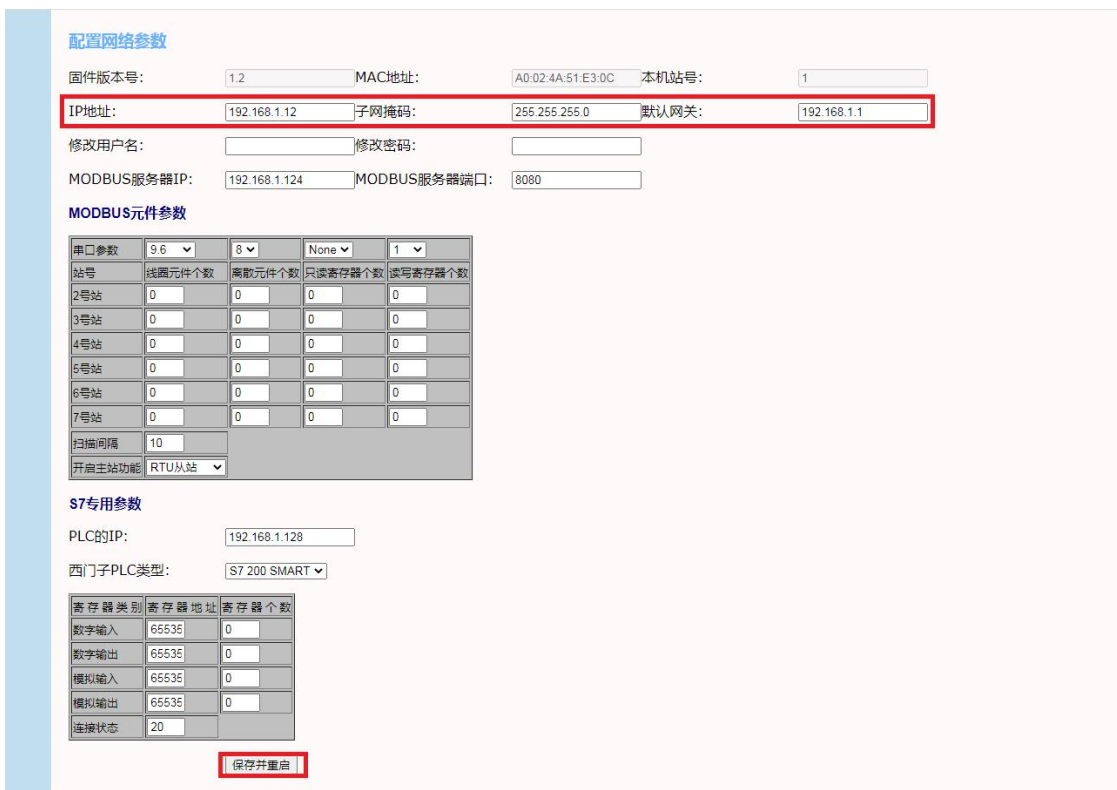 配置网络参数
固件版本号: 1.2 MAC地址: A0:02:4A:51:E3:0C 本机站号: 1
IP地址: 192.168.1.12 子网掩码: 255.255.255.0 默认网关: 192.168.1.1
修改用户名: 修改密码:
MODBUS服务器IP: 192.168.1.124 MODBUS服务器端口: 8080
MODBUS元件参数
串口参数 9.6 8 None 1
站号 线圈元件个数 离散元件个数 只读寄存器个数 读写寄存器个数
2号站 0 0 0 0
3号站 0 0 0 0
4号站 0 0 0 0
5号站 0 0 0 0
6号站 0 0 0 0
7号站 0 0 0 0
扫描间隔 10
开启主站功能 RTU从站
S7专用参数
PLC的IP: 192.168.1.128
西门子PLC类型: S7 200 SMART
寄存器类别 寄存器地址 寄存器个数
数字输入 65535 0
数字输出 65535 0
模拟输入 65535 0
模拟输出 65535 0
连接状态 20
保存并重启